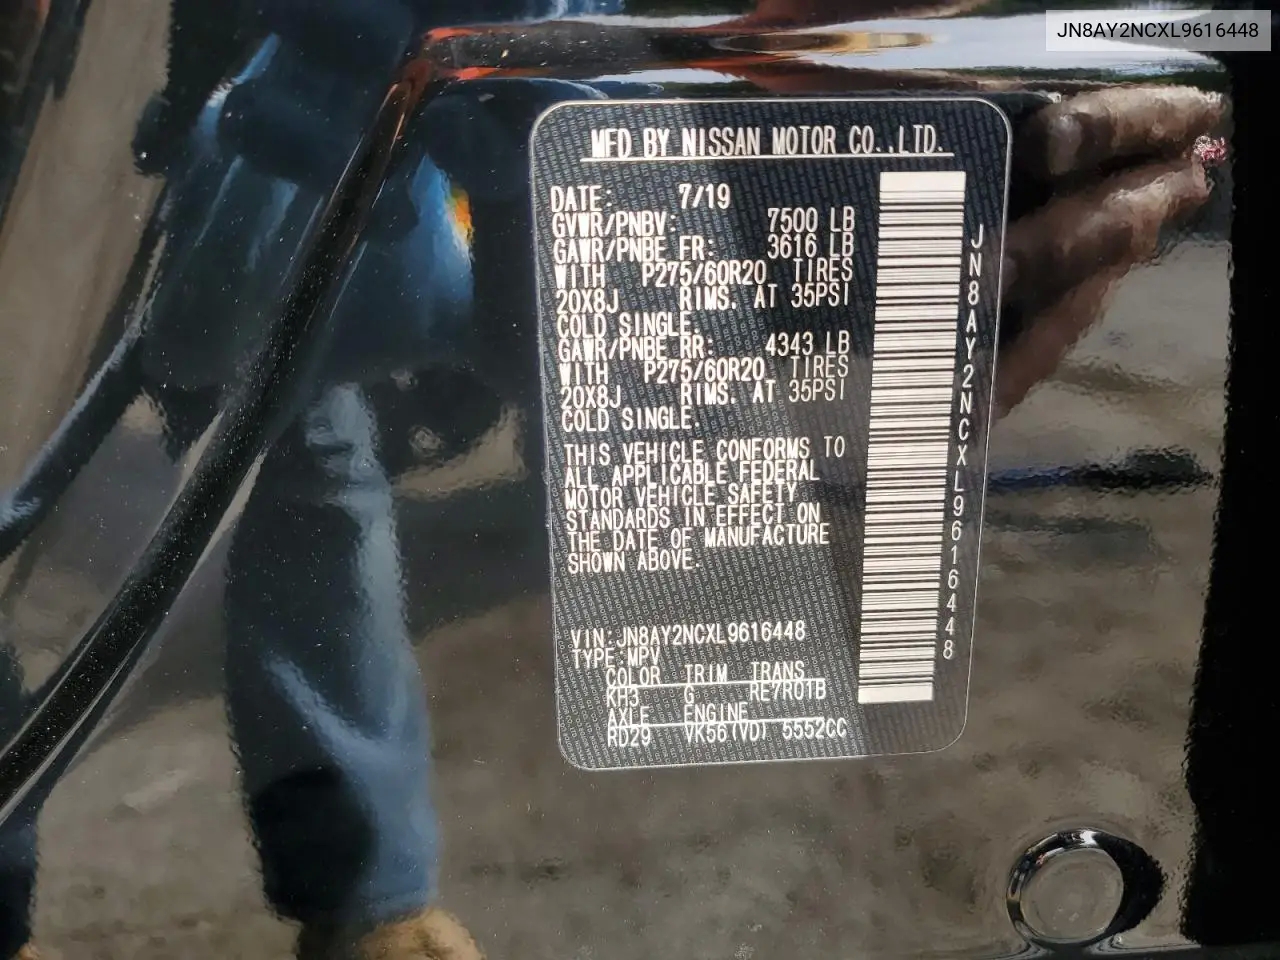 JN8AY2NCXL9616448
MFD BY NISSAN MOTOR CO.,LTD.
DATE: 7/19
GVWR/PNBV: 7500 LB
GAWR/PNBE FR: 3616 LB
WITH P275/60R20 TIRES
20X8J RIMS. AT 35PSI
COLD SINGLE.
GAWR/PNBE RR: 4343 LB
WITH P275/60R20 TIRES
20X8J RIMS. AT 35PSI
COLD SINGLE.
THIS VEHICLE CONFORMS TO
ALL APPLICABLE FEDERAL
MOTOR VEHICLE SAFETY
STANDARDS IN EFFECT ON
THE DATE OF MANUFACTURE
SHOWN ABOVE.
VIN:JN8AY2NCXL9616448
TYPE:MPV
COLOR TRIM TRANS
KH3 G RE7R01B
AXLE ENGINE
RD29 VK56(VD) 5552CC
JN8AY2NCXL9616448